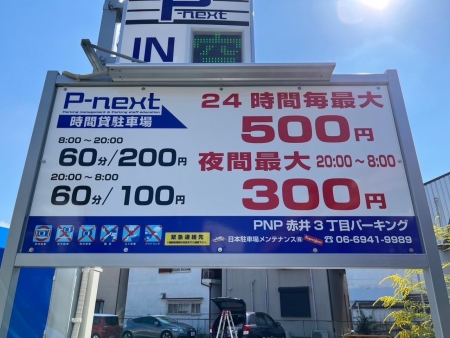 P-next
IN 空
P-next
時間貸駐車場
8:00〜20:00
60分/200円
20:00〜8:00
60分/100円
24時間毎最大
500円
夜間最大 20:00〜8:00
300円
PNP 赤井3丁目パーキング
緊急連絡先
日本駐車場メンテナンス㈲ ☎ 06-6941-9989